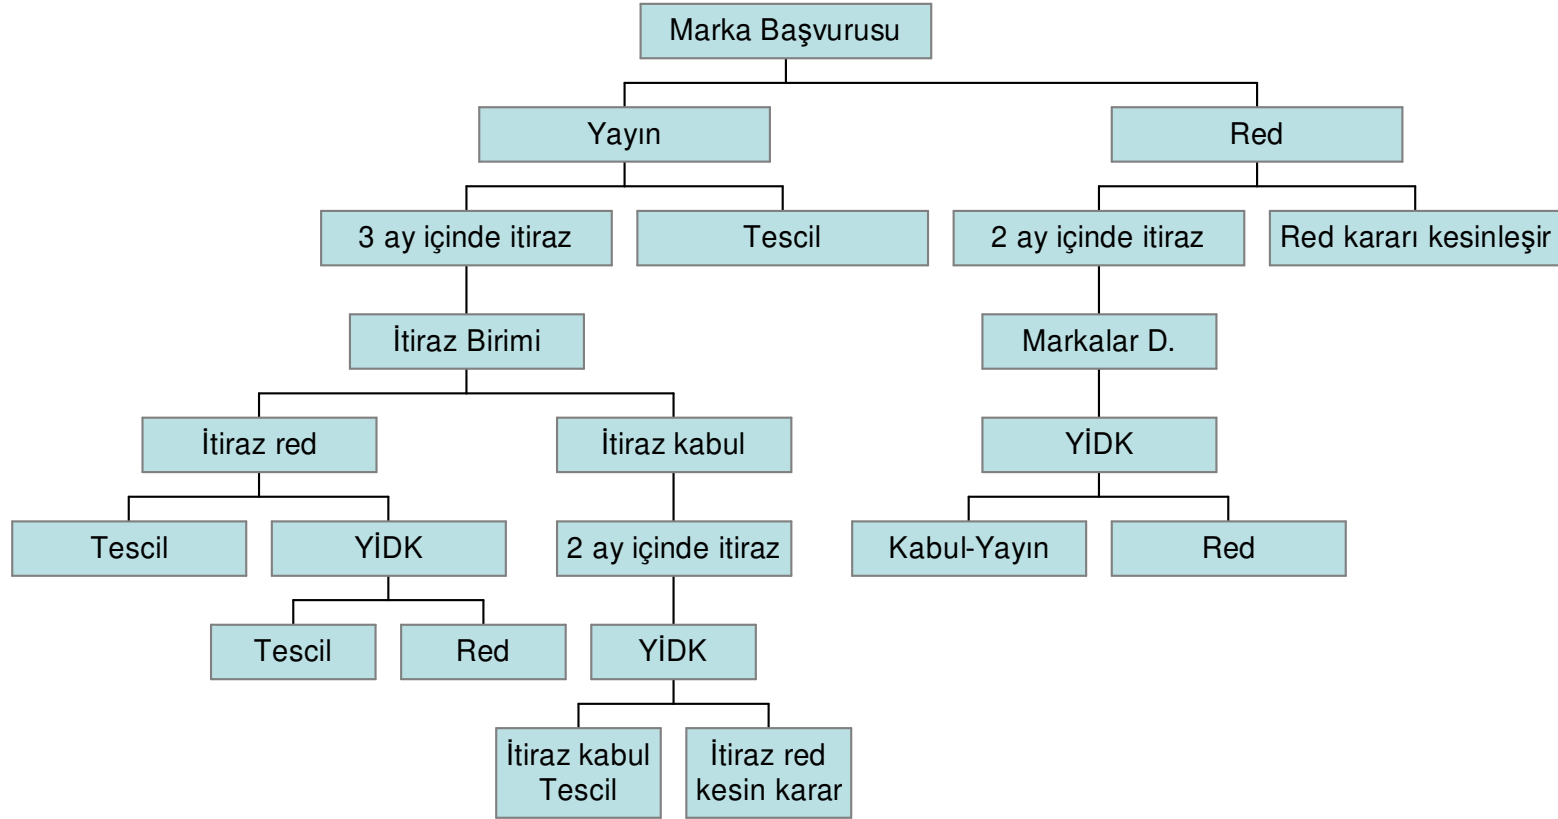 Marka Başvurusu
Yayın
Red
3 ay içinde itiraz
Tescil
2 ay içinde itiraz
Red kararı kesinleşir
İtiraz Birimi
Markalar D.
İtiraz red
İtiraz kabul
YİDK
Tescil
YİDK
2 ay içinde itiraz
Kabul-Yayın
Red
Tescil
Red
YİDK
İtiraz kabul
Tescil
İtiraz red
kesin karar